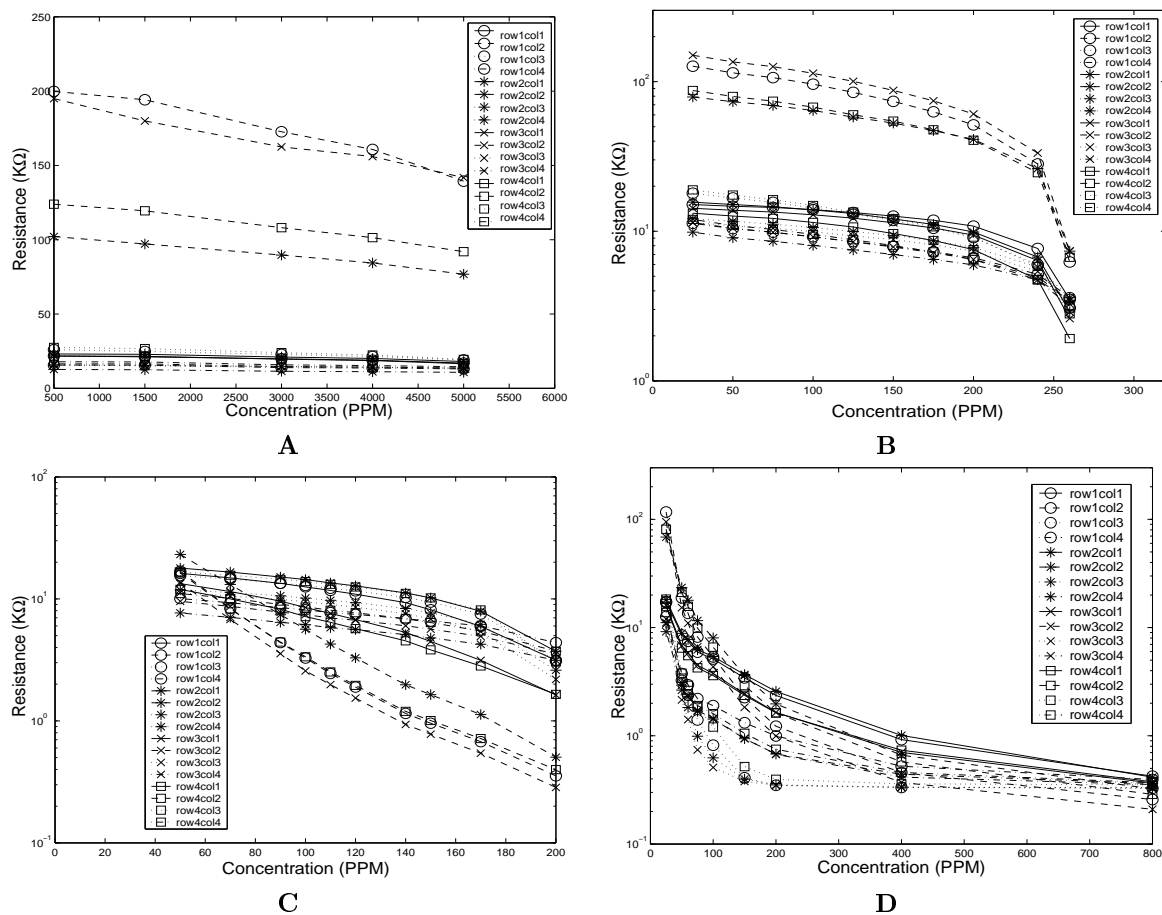 250
200
150
100
50
0
Resistance (KΩ)
500 1000 1500 2000 2500 3000 3500 4000 4500 5000 5500 6000
Concentration (PPM)
row1col1
row1col2
row1col3
row1col4
row2col1
row2col2
row2col3
row2col4
row3col1
row3col2
row3col3
row3col4
row4col1
row4col2
row4col3
row4col4
A
10²
10¹
10⁰
Resistance (KΩ)
0 50 100 150 200 250 300
Concentration (PPM)
row1col1
row1col2
row1col3
row1col4
row2col1
row2col2
row2col3
row2col4
row3col1
row3col2
row3col3
row3col4
row4col1
row4col2
row4col3
row4col4
B
10²
10¹
10⁰
10⁻¹
Resistance (KΩ)
0 20 40 60 80 100 120 140 160 180 200
Concentration (PPM)
row1col1
row1col2
row1col3
row1col4
row2col1
row2col2
row2col3
row2col4
row3col1
row3col2
row3col3
row3col4
row4col1
row4col2
row4col3
row4col4
C
10²
10¹
10⁰
10⁻¹
Resistance (KΩ)
0 100 200 300 400 500 600 700 800
Concentration (PPM)
row1col1
row1col2
row1col3
row1col4
row2col1
row2col2
row2col3
row2col4
row3col1
row3col2
row3col3
row3col4
row4col1
row4col2
row4col3
row4col4
D